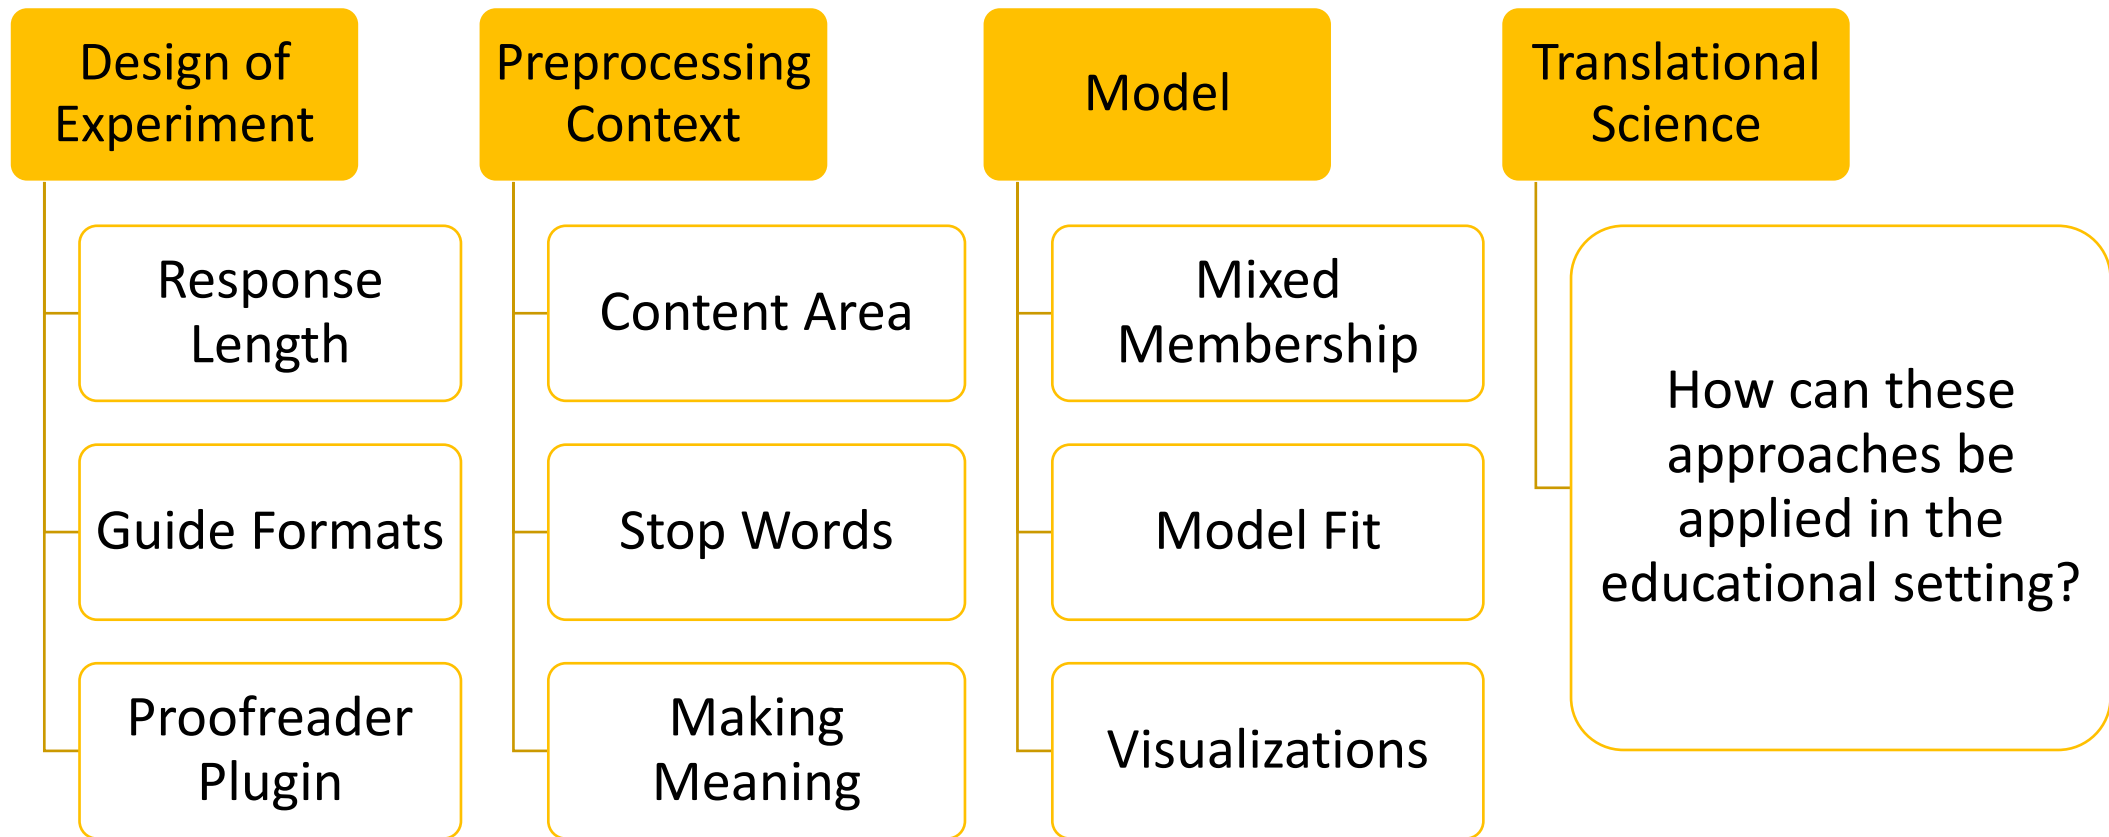 Design of
Experiment
Response
Length
Guide Formats
Proofreader
Plugin
Preprocessing
Context
Content Area
Stop Words
Making
Meaning
Model
Mixed
Membership
Model Fit
Visualizations
Translational
Science
How can these
approaches be
applied in the
educational setting?